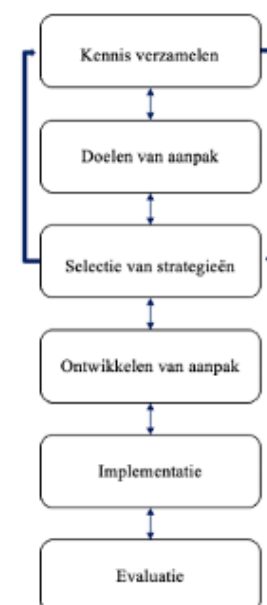 Kennis verzamelen
Doelen van aanpak
Selectie van strategieën
Ontwikkelen van aanpak
Implementatie
Evaluatie